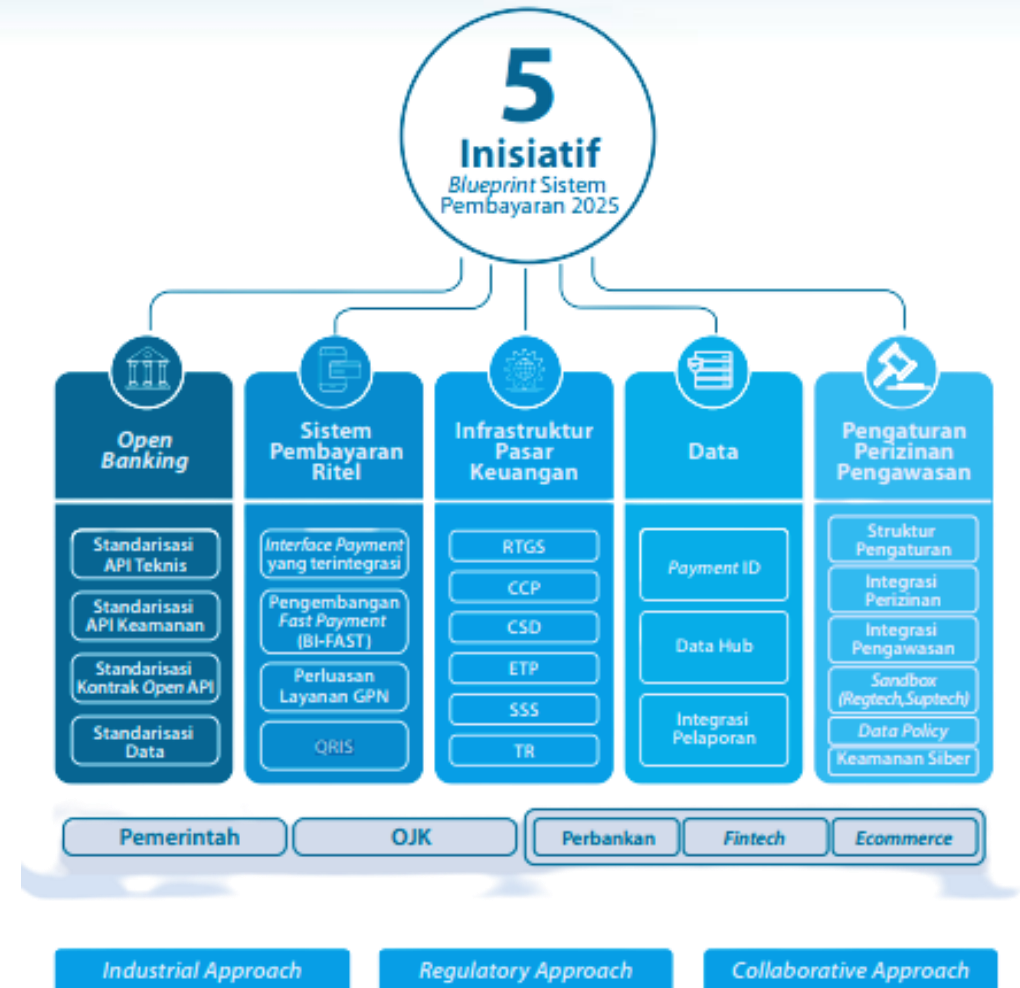 5
Inisiatif
Blueprint Sistem
Pembayaran 2025
Open
Banking
Standarisasi
API Teknis
Standarisasi
API Keamanan
Standarisasi
Kontrak Open API
Standarisasi
Data
Sistem
Pembayaran
Ritel
Interface Payment
yang terintegrasi
Pengembangan
Fast Payment
(BI-FAST)
Perluasan
Layanan GPN
QRIS
Infrastruktur
Pasar
Keuangan
RTGS
CCP
CSD
ETP
SSS
TR
Data
Payment ID
Data Hub
Integrasi
Pelaporan
Pengaturan
Perizinan
Pengawasan
Struktur
Pengaturan
Integrasi
Perizinan
Integrasi
Pengawasan
Sandbox
(Regtech,Suptech)
Data Policy
Keamanan Siber
Pemerintah
OJK
Perbankan
Fintech
Ecommerce
Industrial Approach
Regulatory Approach
Collaborative Approach